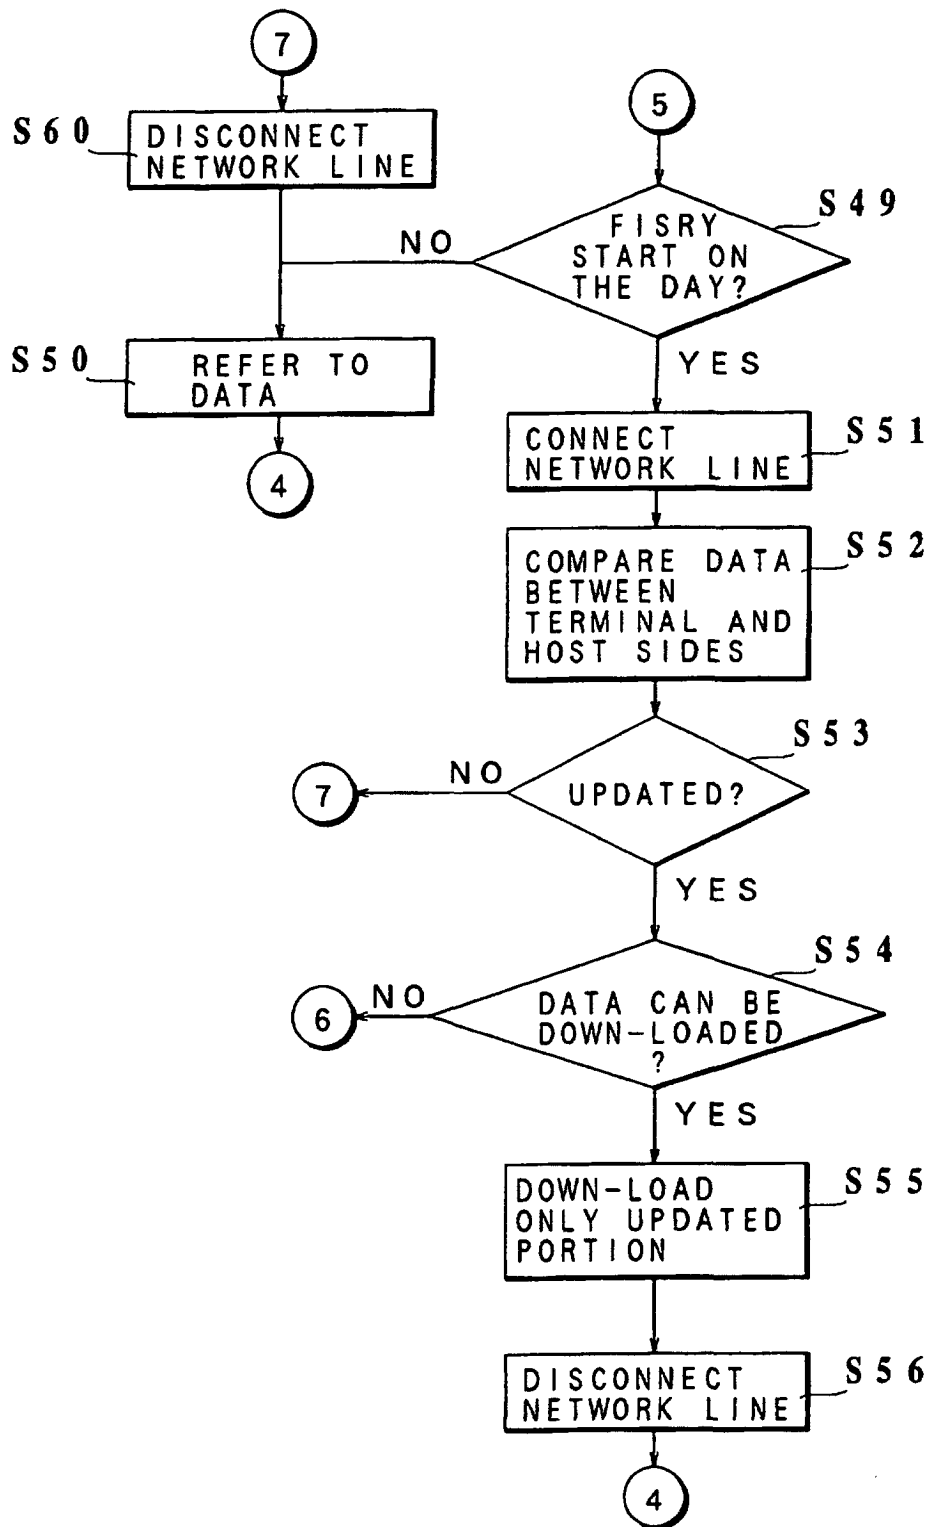 7
S60
DISCONNECT
NETWORK LINE
5
S49
FISRY
START ON
THE DAY?
NO
YES
S50
REFER TO
DATA
4
S51
CONNECT
NETWORK LINE
S52
COMPARE DATA
BETWEEN
TERMINAL AND
HOST SIDES
S53
UPDATED?
NO
7
YES
S54
DATA CAN BE
DOWN-LOADED
?
NO
6
YES
S55
DOWN-LOAD
ONLY UPDATED
PORTION
S56
DISCONNECT
NETWORK LINE
4